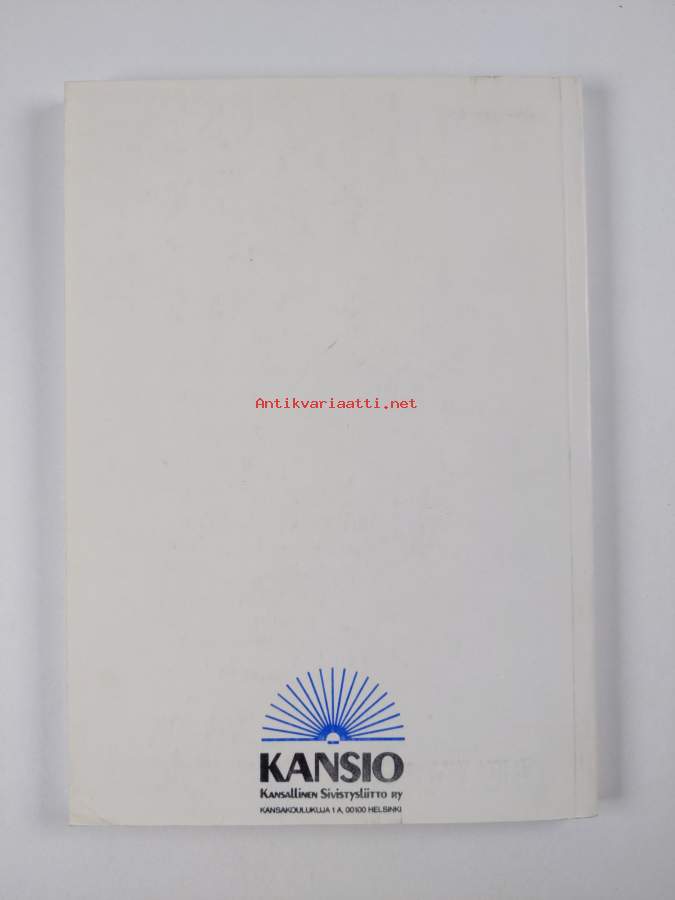 Antikvariaatti.net
KANSIO
Kansallinen Sivistysliitto ry
KANSAKOULUKUJA 1 A, 00100 HELSINKI